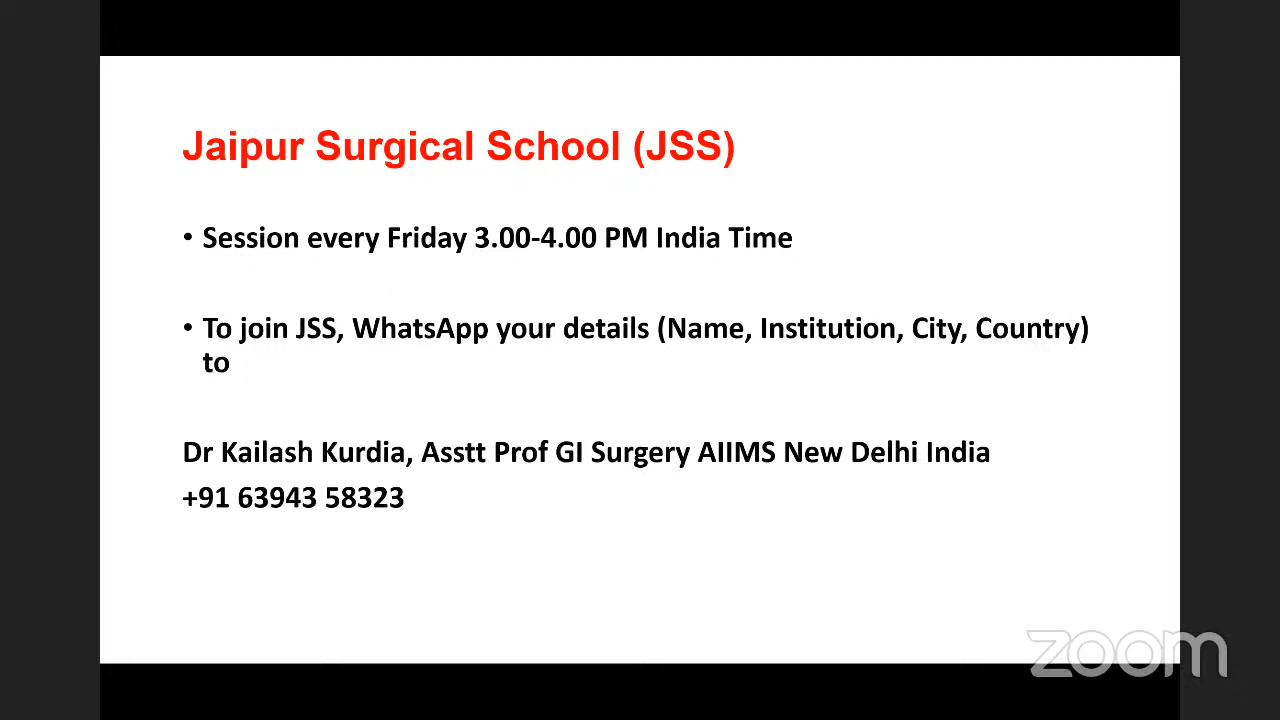 Jaipur Surgical School (JSS)
• Session every Friday 3.00-4.00 PM India Time
• To join JSS, WhatsApp your details (Name, Institution, City, Country)
to
Dr Kailash Kurdia, Asstt Prof GI Surgery AIIMS New Delhi India
+91 63943 58323
zoom